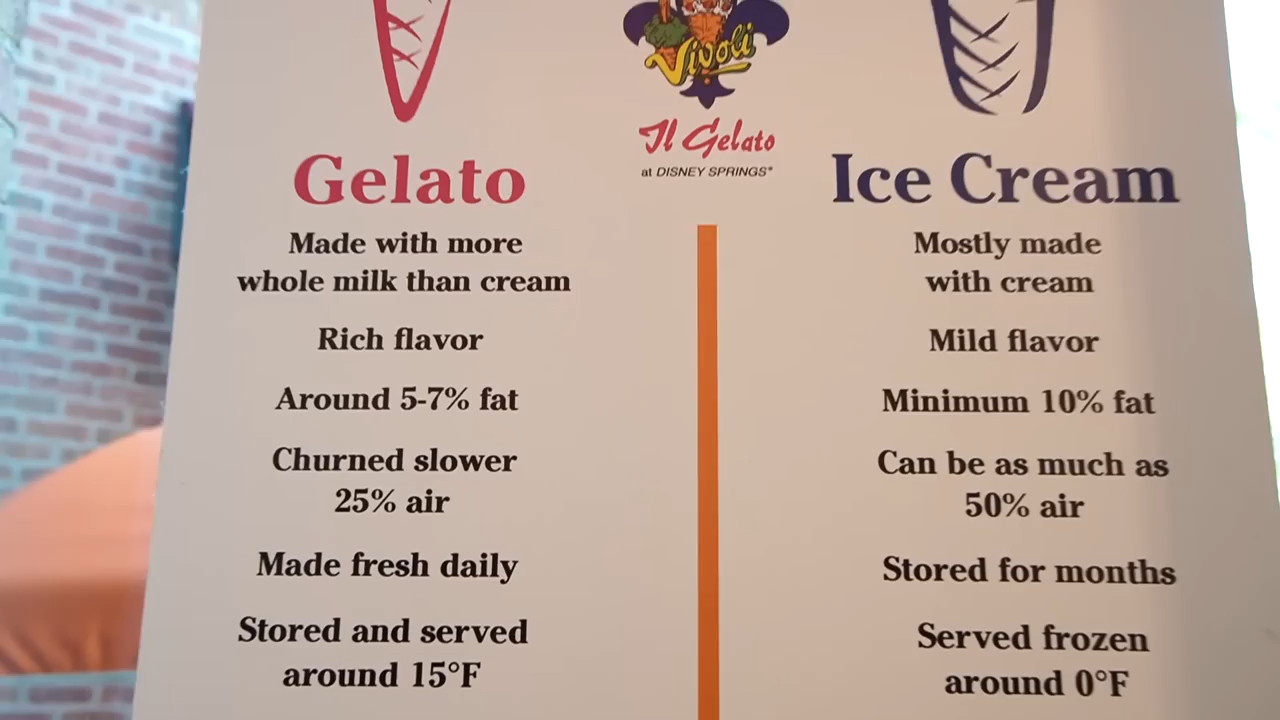 Vivoli
Il Gelato
at DISNEY SPRINGS®
Gelato
Made with more
whole milk than cream
Rich flavor
Around 5-7% fat
Churned slower
25% air
Made fresh daily
Stored and served
around 15°F
Ice Cream
Mostly made
with cream
Mild flavor
Minimum 10% fat
Can be as much as
50% air
Stored for months
Served frozen
around 0°F